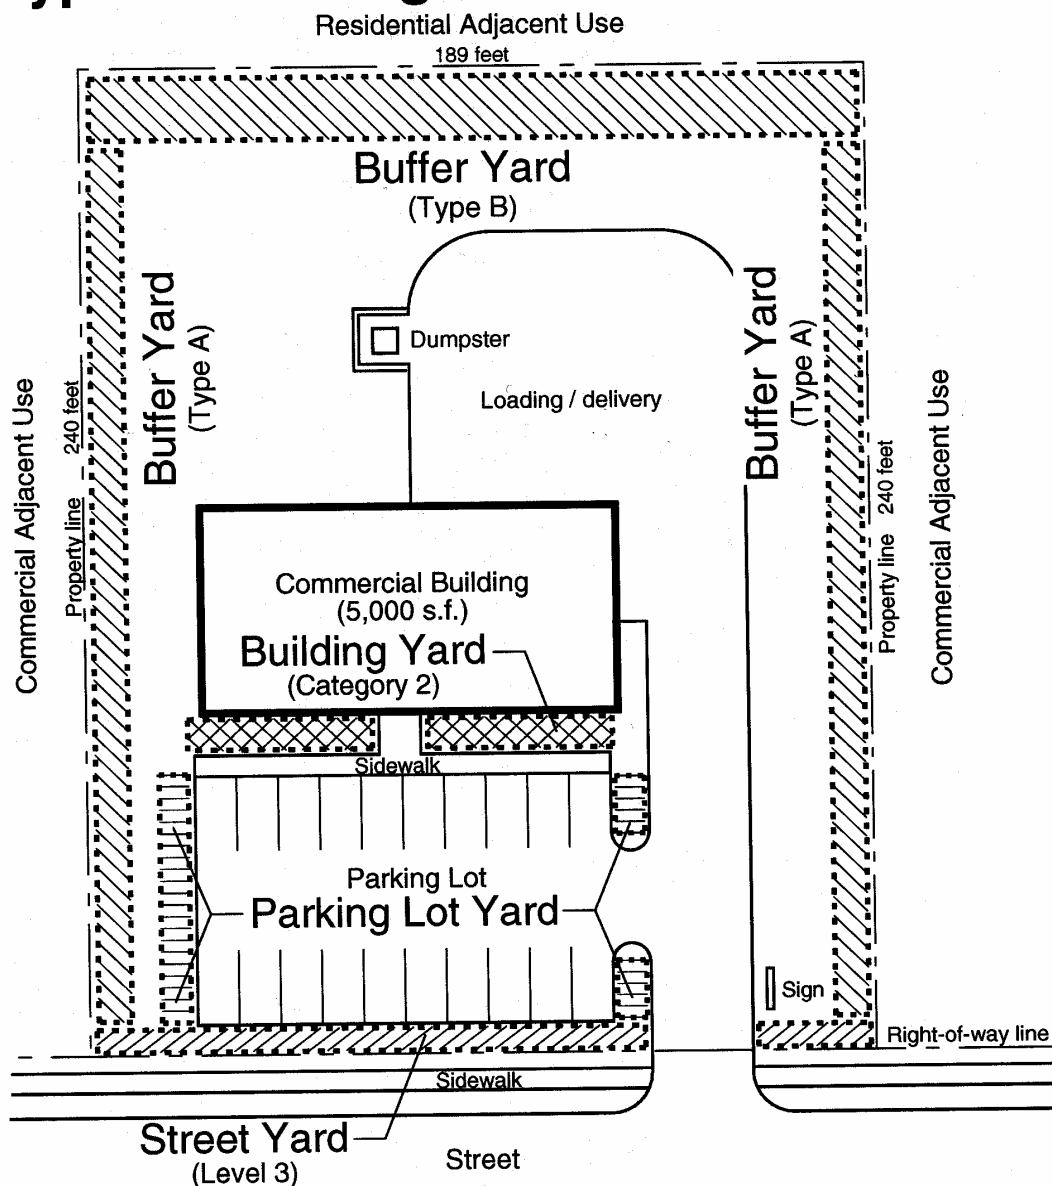 Residential Adjacent Use
189 feet
Buffer Yard
(Type B)
Buffer Yard
(Type A)
Buffer Yard
(Type A)
Dumpster
Loading / delivery
Commercial Adjacent Use
Property line 240 feet
Property line 240 feet
Commercial Adjacent Use
Commercial Building
(5,000 s.f.)
Building Yard
(Category 2)
Sidewalk
Parking Lot
Parking Lot Yard
Sign
Right-of-way line
Sidewalk
Street Yard
(Level 3)
Street